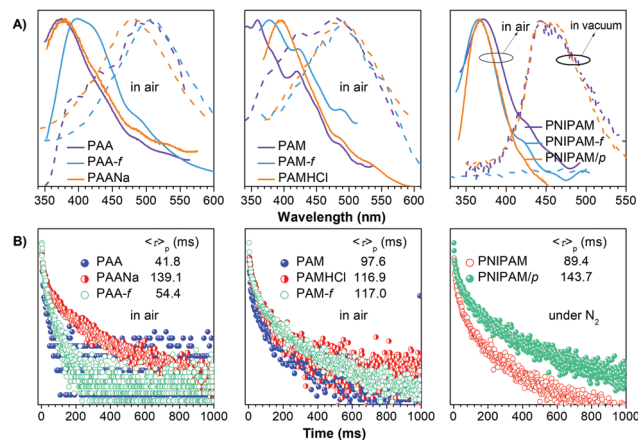 A)
in air
PAA
PAA-f
PAANa
350 400 450 500 550 600
in air
PAM
PAM-f
PAMHCl
350 400 450 500 550 600
in air
in vacuum
PNIPAM
PNIPAM-f
PNIPAM/p
350 400 450 500 550
Wavelength (nm)
B)
<τ>p (ms)
PAA 41.8
PAANa 139.1
PAA-f 54.4
in air
0 200 400 600 800 1000
<τ>p (ms)
PAM 97.6
PAMHCl 116.9
PAM-f 117.0
in air
0 200 400 600 800 1000
<τ>p (ms)
PNIPAM 89.4
PNIPAM/p 143.7
under N2
0 200 400 600 800 1000
Time (ms)